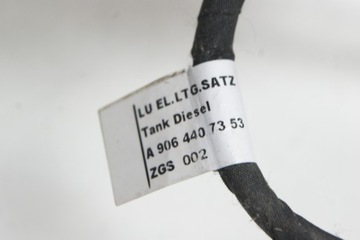 LU EL.LTG.SATZ
Tank Diesel
A 906 440 73 53
ZGS 002